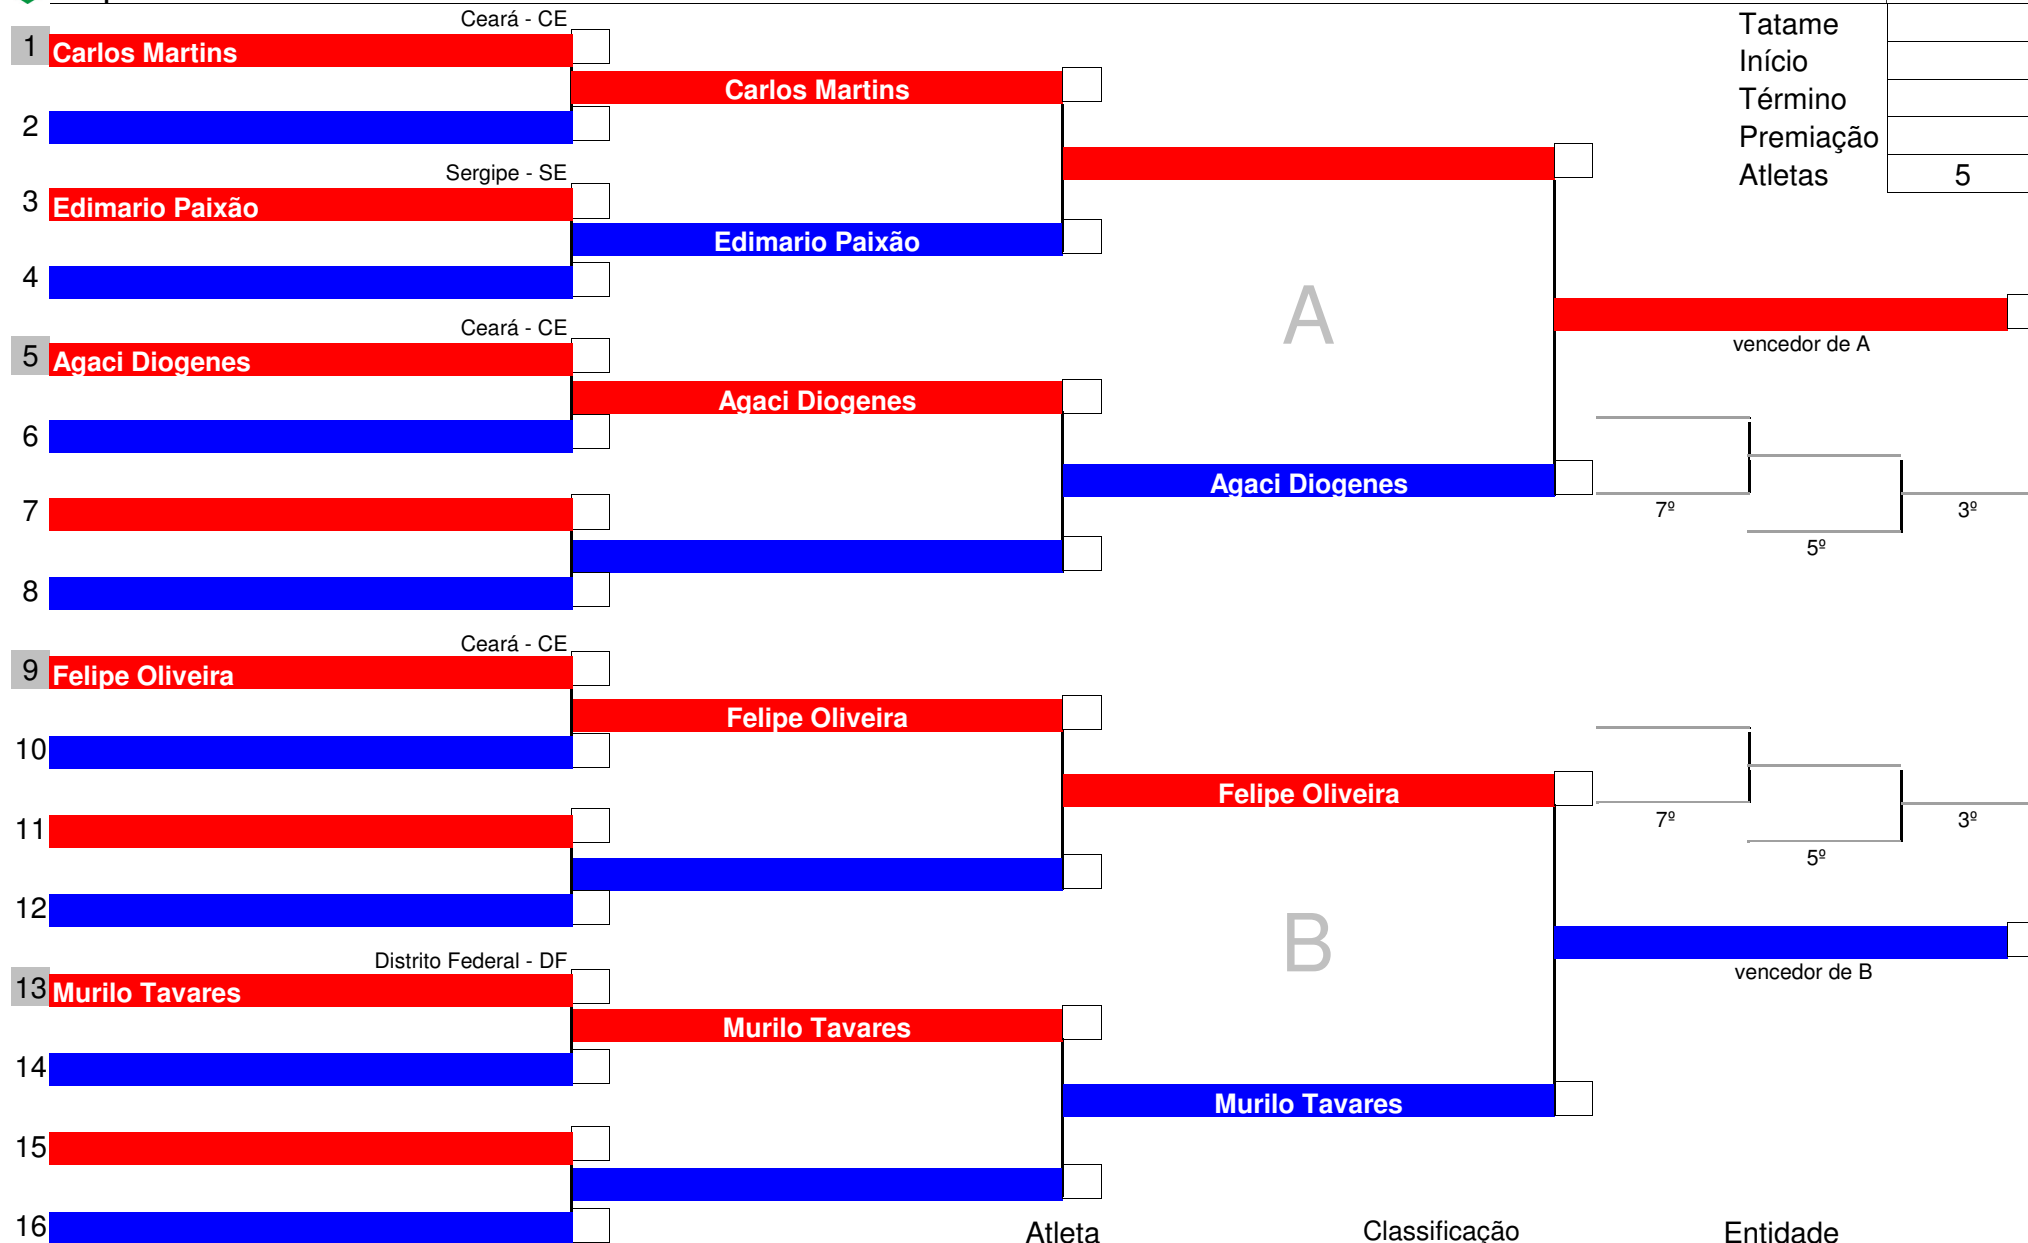 Ceará - CE
Tatame
1 Carlos Martins
Início
Carlos Martins
Término
2
Premiação
Sergipe - SE
Atletas 5
3 Edimario Paixão
Edimario Paixão
4
A
Ceará - CE
vencedor de A
5 Agaci Diogenes
Agaci Diogenes
6
Agaci Diogenes
7
7º 3º
5º
8
Ceará - CE
9 Felipe Oliveira
Felipe Oliveira
10
Felipe Oliveira
11
7º 3º
5º
12
B
Distrito Federal - DF
vencedor de B
13 Murilo Tavares
Murilo Tavares
14
Murilo Tavares
15
16
Atleta Classificação Entidade